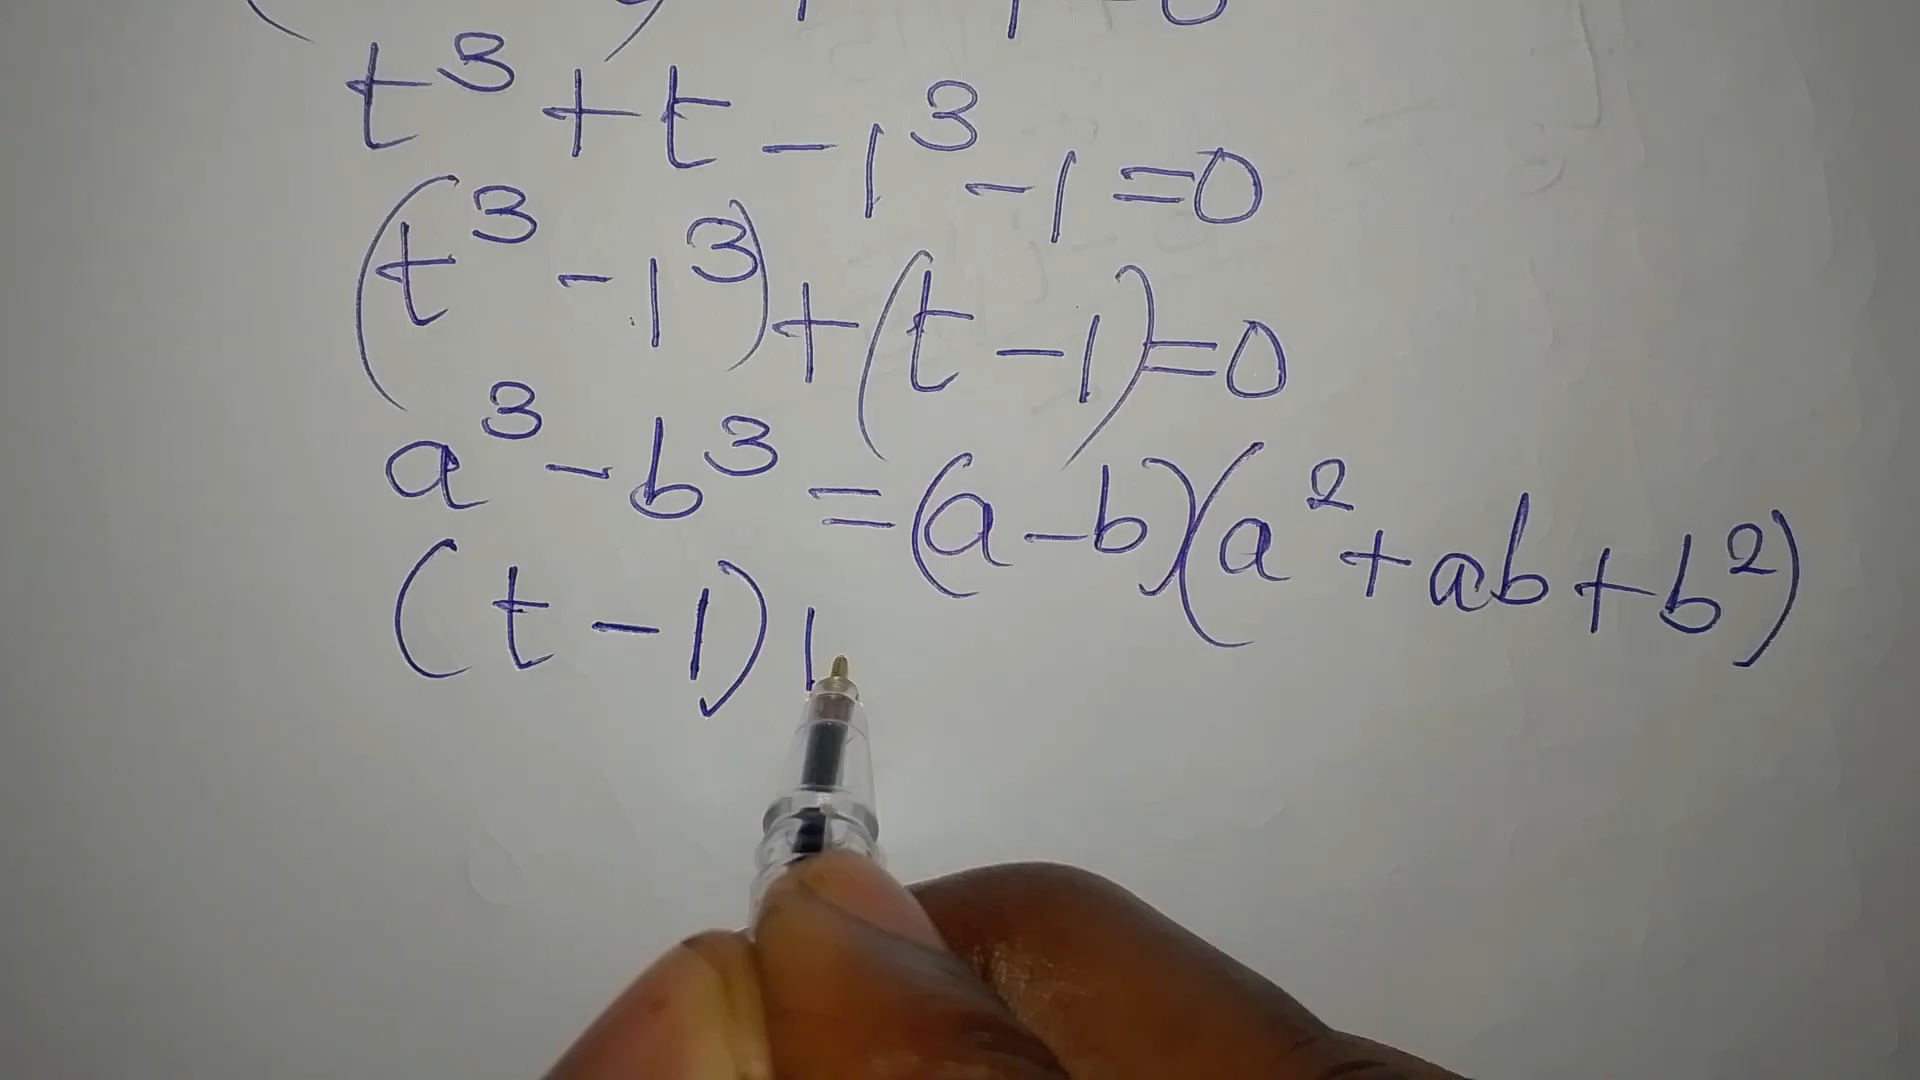 t³+t-1³-1=0
(t³-1³)+(t-1)=0
a³-b³=(a-b)(a²+ab+b²)
(t-1)